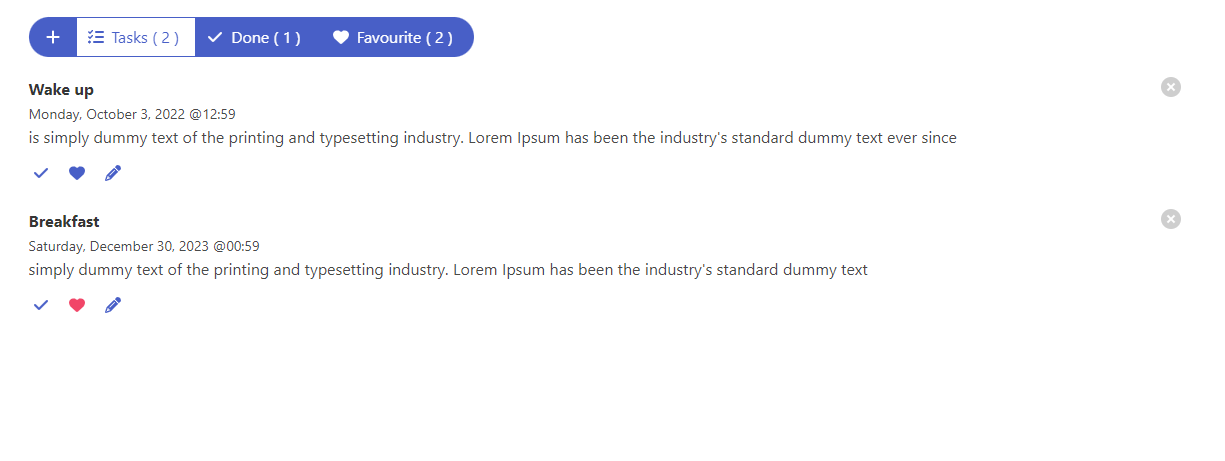 Tasks ( 2 ) Done ( 1 ) Favourite ( 2 )
Wake up
Monday, October 3, 2022 @12:59
is simply dummy text of the printing and typesetting industry. Lorem Ipsum has been the industry's standard dummy text ever since
Breakfast
Saturday, December 30, 2023 @00:59
simply dummy text of the printing and typesetting industry. Lorem Ipsum has been the industry's standard dummy text